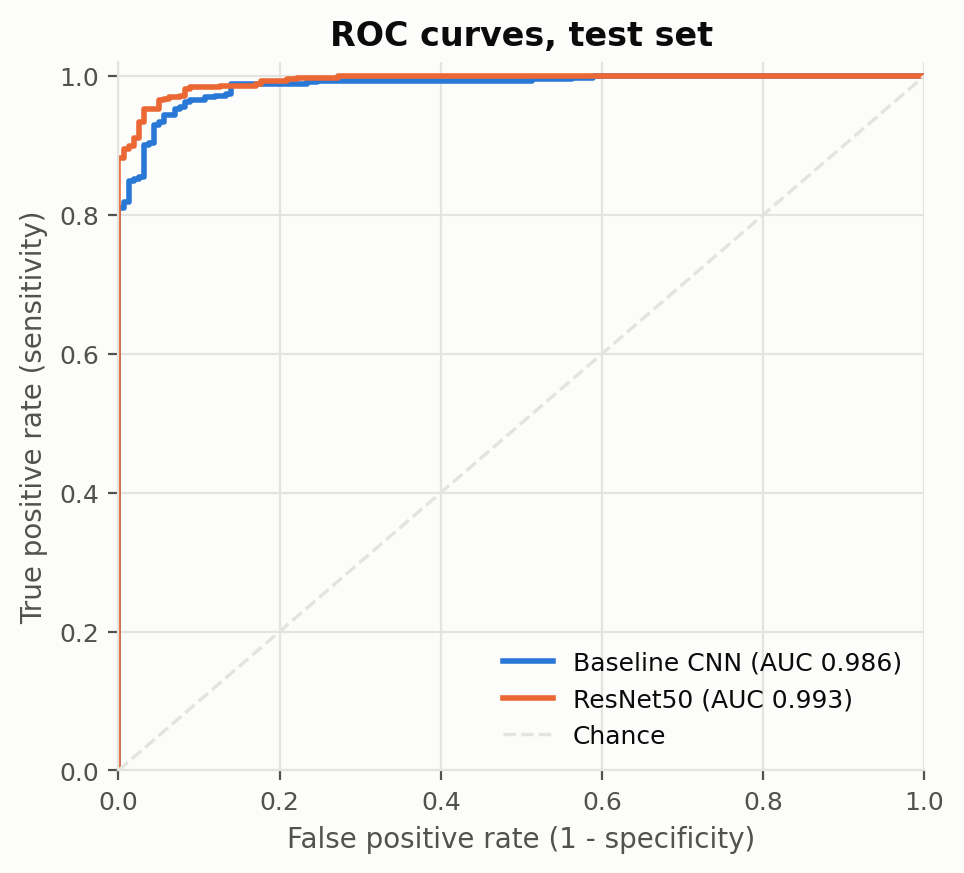 ROC curves, test set
True positive rate (sensitivity)
1.0
0.8
0.6
0.4
0.2
0.0
Baseline CNN (AUC 0.986)
ResNet50 (AUC 0.993)
Chance
0.0 0.2 0.4 0.6 0.8 1.0
False positive rate (1 - specificity)